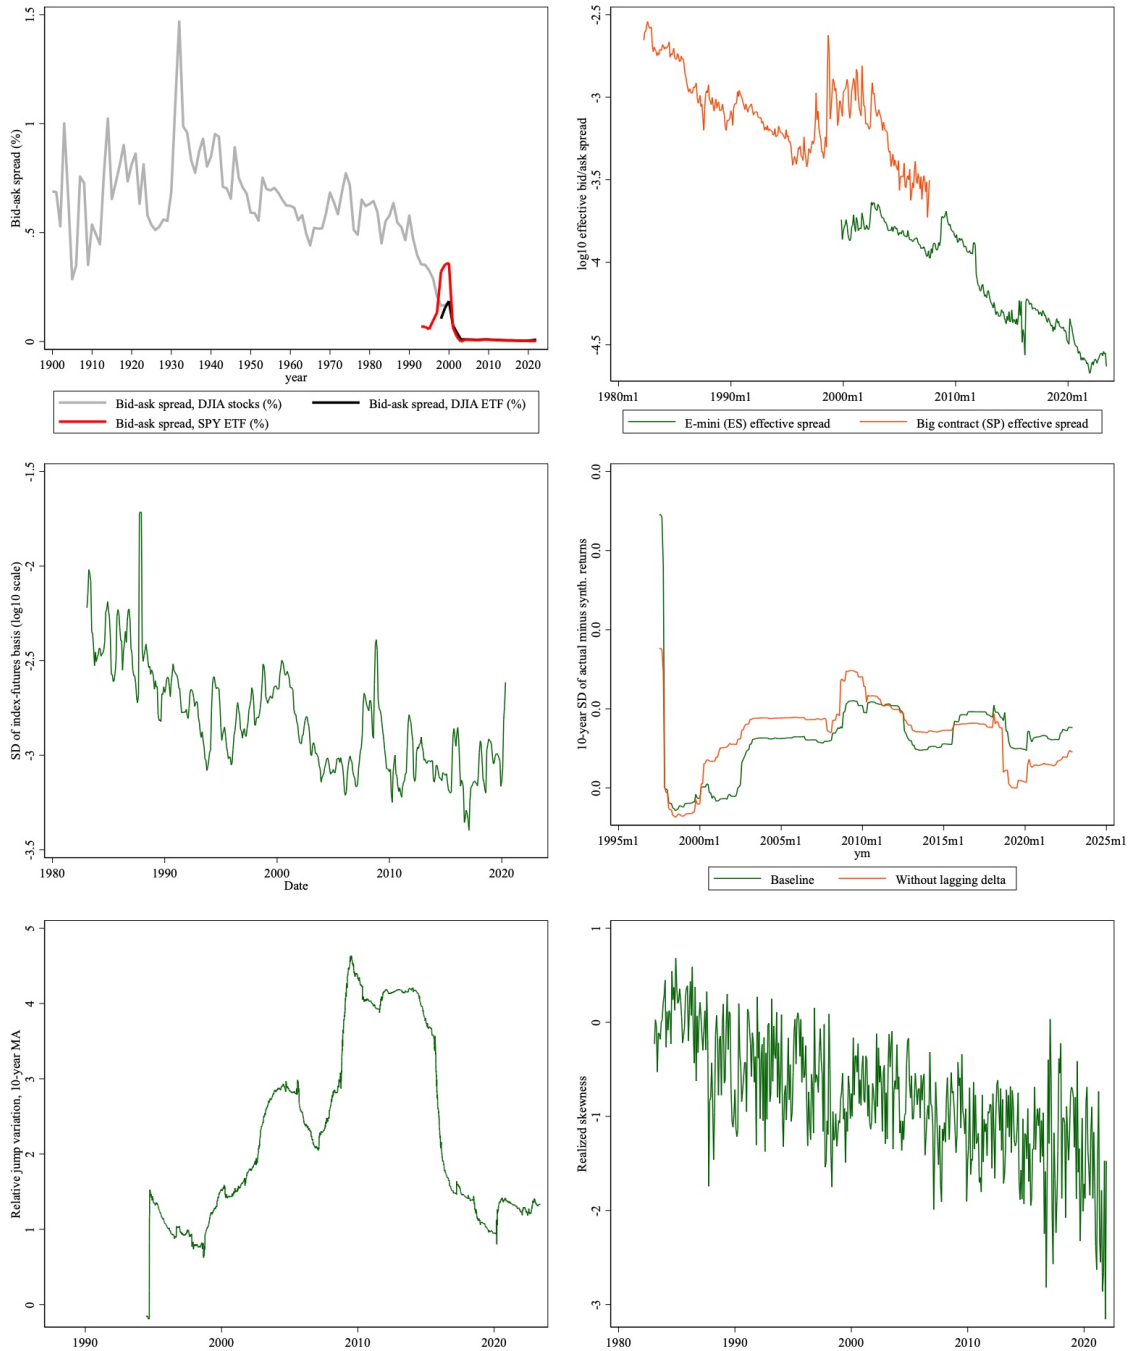 Bid-ask spread (%)
1.5
1
.5
0
1900 1910 1920 1930 1940 1950 1960 1970 1980 1990 2000 2010 2020
year
Bid-ask spread, DJIA stocks (%)
Bid-ask spread, DJIA ETF (%)
Bid-ask spread, SPY ETF (%)
log10 effective bid/ask spread
-2.5
-3
-3.5
-4
-4.5
1980m1 1990m1 2000m1 2010m1 2020m1
E-mini (ES) effective spread
Big contract (SP) effective spread
SD of index-futures basis (log10 scale)
-1.5
-2
-2.5
-3
-3.5
1980 1990 2000 2010 2020
Date
10-year SD of actual minus synth. returns
0.0
0.0
0.0
0.0
0.0
1995m1 2000m1 2005m1 2010m1 2015m1 2020m1 2025m1
ym
Baseline
Without lagging delta
Relative jump variation, 10-year MA
5
4
3
2
1
0
1990 2000 2010 2020
Realized skewness
1
0
-1
-2
-3
1980 1990 2000 2010 2020